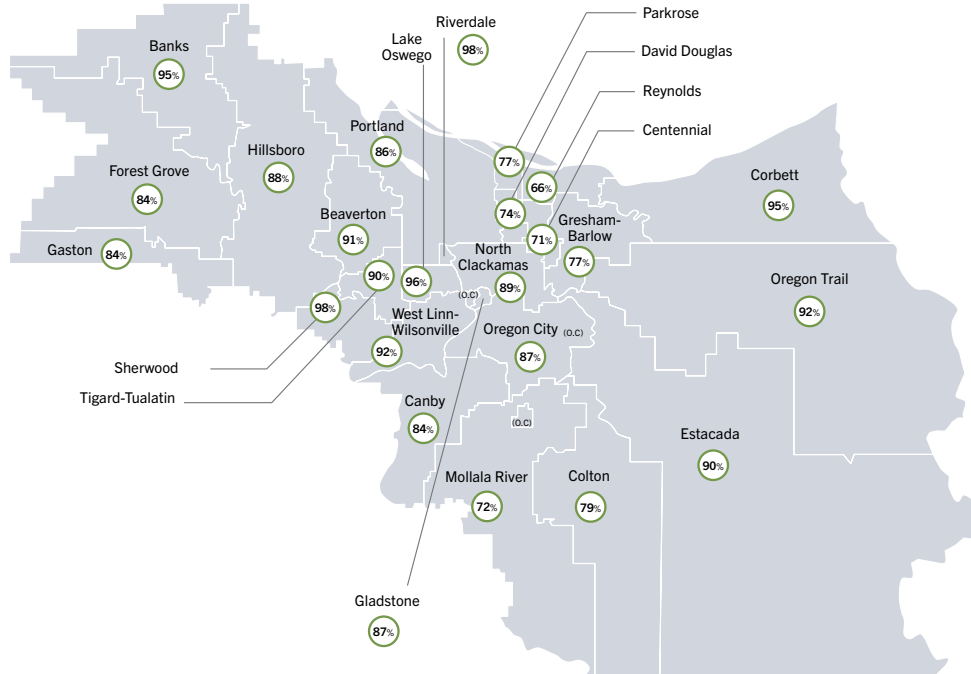 Parkrose
Riverdale
98%
Lake
Oswego
Banks
95%
David Douglas
Reynolds
Centennial
Portland
86%
Hillsboro
88%
77%
66%
Forest Grove
84%
Corbett
95%
Beaverton
91%
74%
71%
Gresham-
Barlow
77%
Gaston
84%
90%
96%
North
Clackamas
89%
(O.C)
Oregon Trail
92%
98%
West Linn-
Wilsonville
92%
Oregon City (O.C)
87%
Sherwood
Tigard-Tualatin
Canby
84%
(O.C)
Estacada
90%
Mollala River
72%
Colton
79%
Gladstone
87%